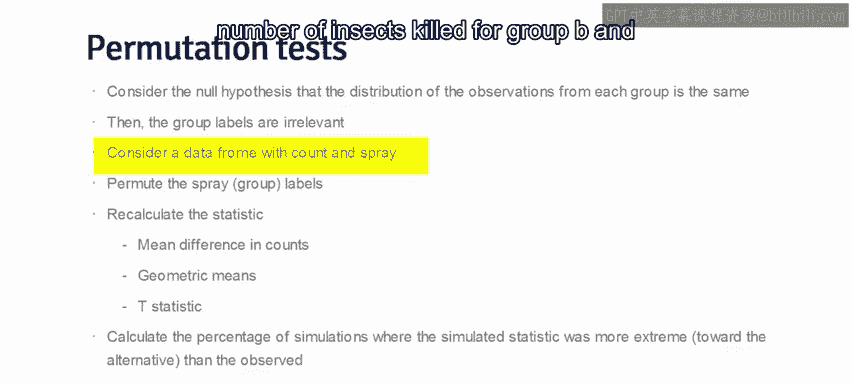 number of insects killed for group b and
Permutation tests
· Consider the null hypothesis that the distribution of the observations from each group is the same
· Then, the group labels are irrelevant
· Consider a data frome with count and spray
· Permute the spray (group) labels
· Recalculate the statistic
- Mean difference in counts
- Geometric means
- T statistic
· Calculate the percentage of simulations where the simulated statistic was more extreme (toward the
alternative) than the observed